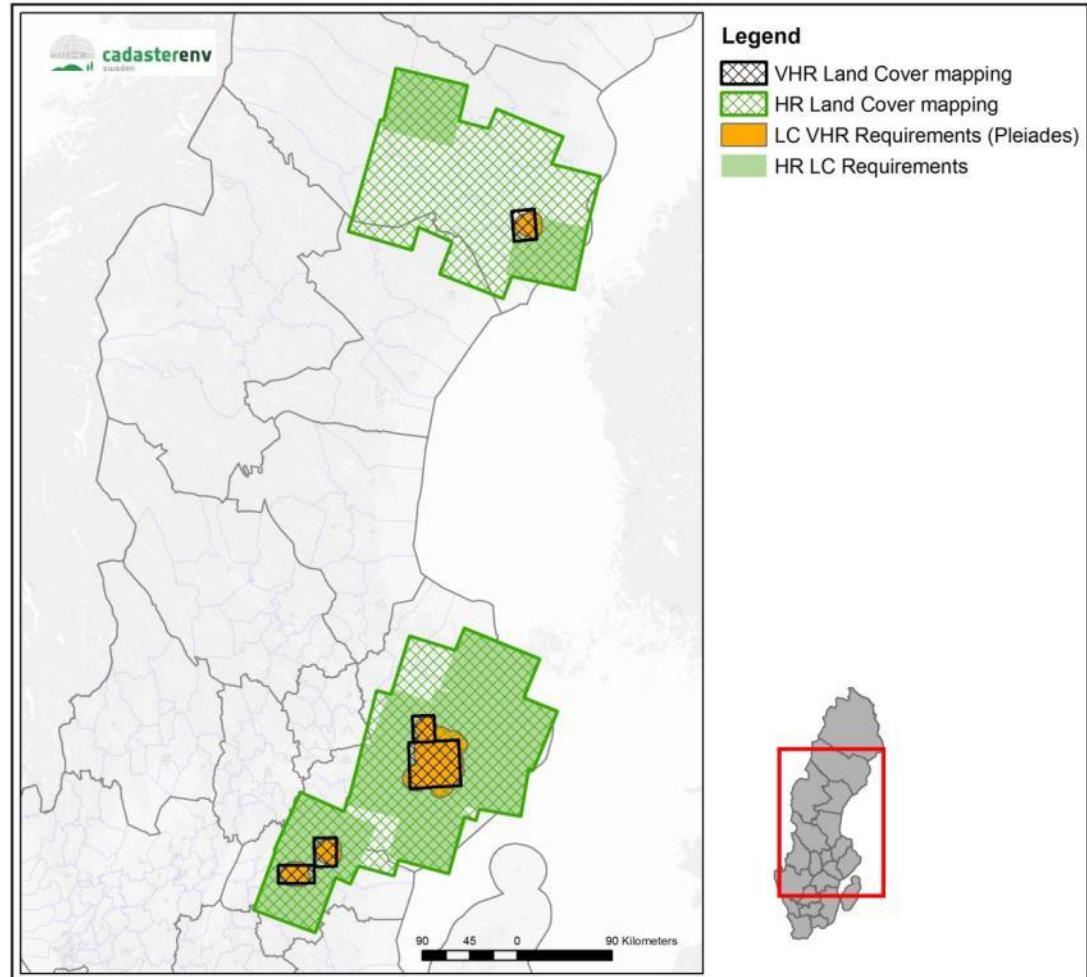 cadasterenv
sweden
Legend
VHR Land Cover mapping
HR Land Cover mapping
LC VHR Requirements (Pleiades)
HR LC Requirements
90 45 0 90 Kilometers